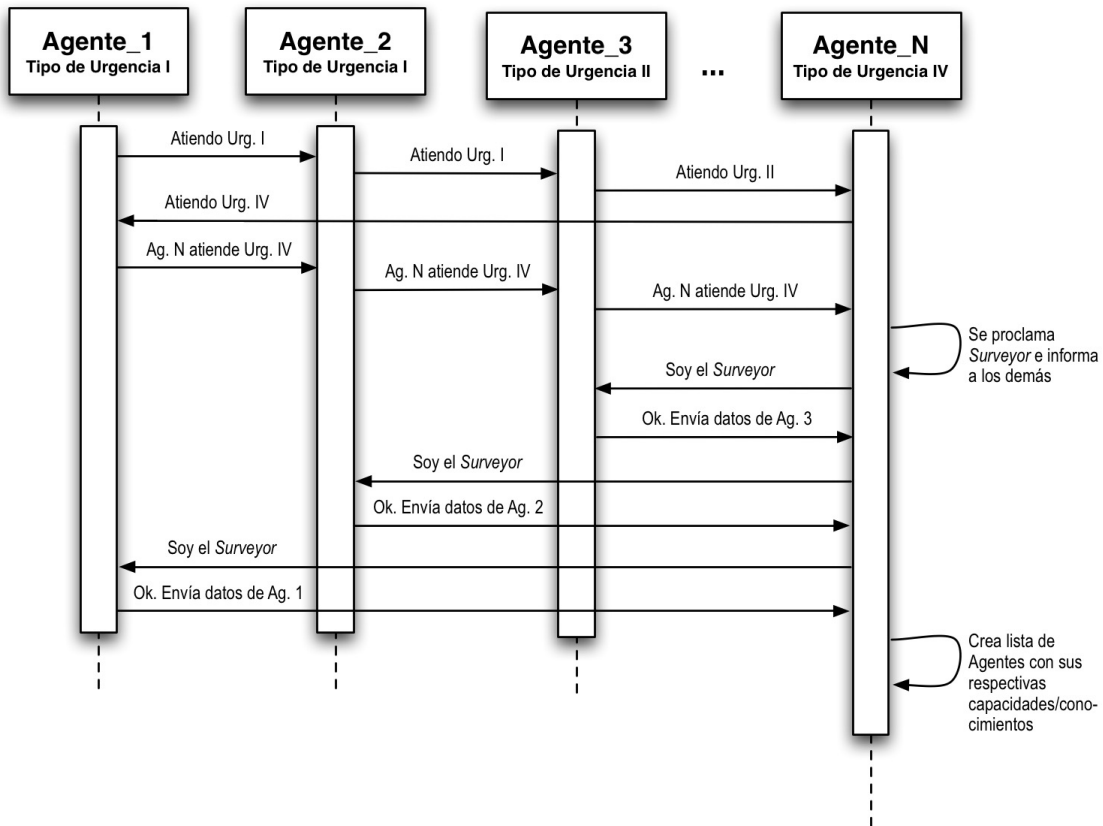 Agente_1
Tipo de Urgencia I
Agente_2
Tipo de Urgencia I
Agente_3
Tipo de Urgencia II
...
Agente_N
Tipo de Urgencia IV
Atiendo Urg. I
Atiendo Urg. I
Atiendo Urg. II
Atiendo Urg. IV
Ag. N atiende Urg. IV
Ag. N atiende Urg. IV
Ag. N atiende Urg. IV
Se proclama
Surveyor e informa
a los demás
Soy el Surveyor
Ok. Envía datos de Ag. 3
Soy el Surveyor
Ok. Envía datos de Ag. 2
Soy el Surveyor
Ok. Envía datos de Ag. 1
Crea lista de
Agentes con sus
respectivas
capacidades/cono-
cimientos